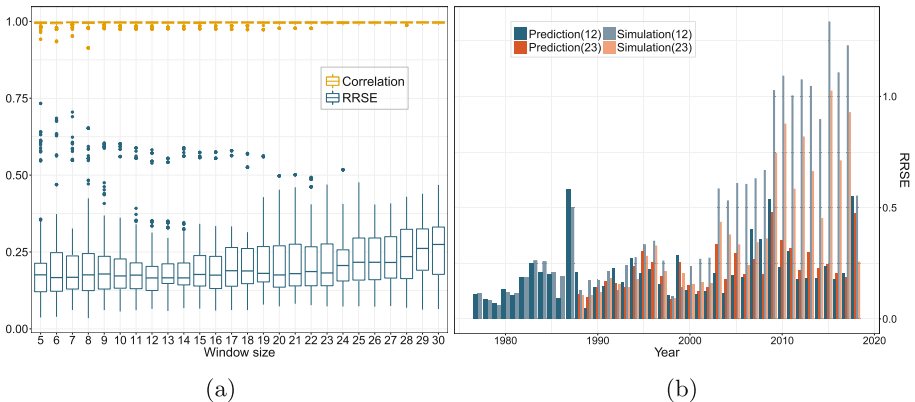 1.00
0.75
0.50
0.25
0.00
Correlation
RRSE
5 6 7 8 9 10 11 12 13 14 15 16 17 18 19 20 21 22 23 24 25 26 27 28 29 30
Window size
(a)
Prediction(12) Simulation(12)
Prediction(23) Simulation(23)
1.0
0.5
0.0
RRSE
1980 1990 2000 2010 2020
Year
(b)